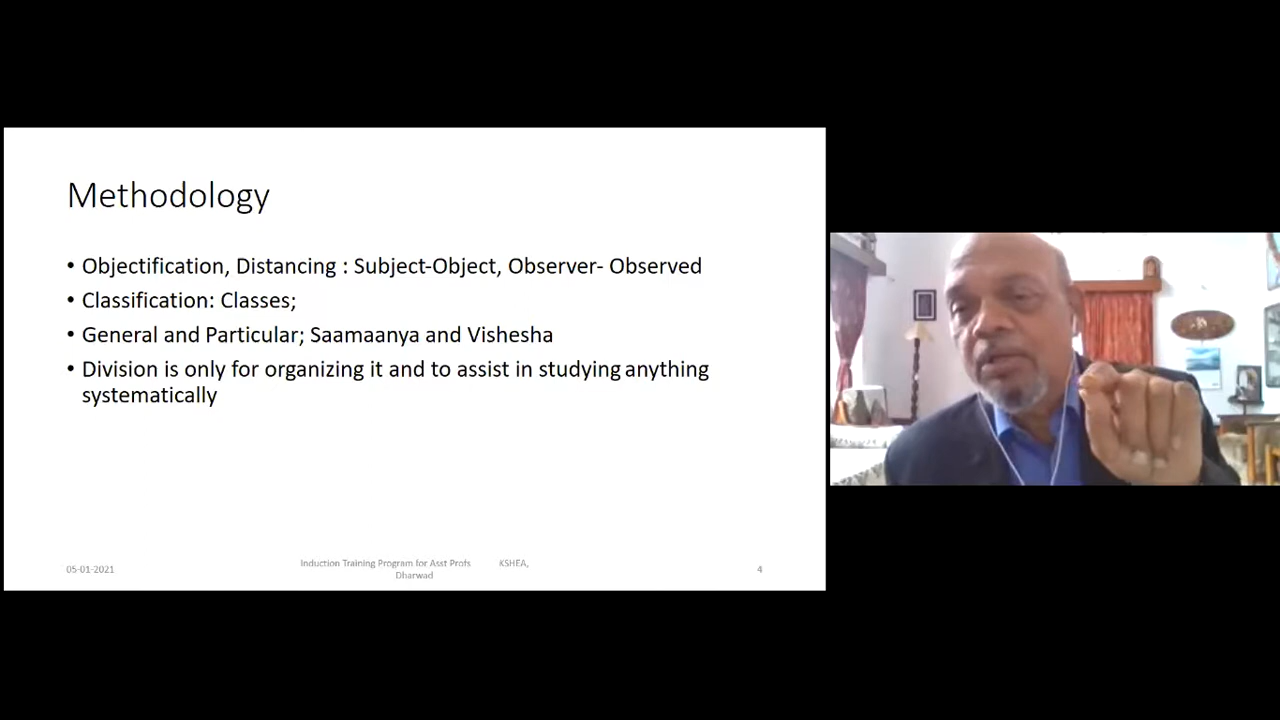 Methodology
• Objectification, Distancing : Subject-Object, Observer- Observed
• Classification: Classes;
• General and Particular; Saamaanya and Vishesha
• Division is only for organizing it and to assist in studying anything
systematically
05-01-2021
Induction Training Program for Asst Profs KSHEA,
Dharwad
4